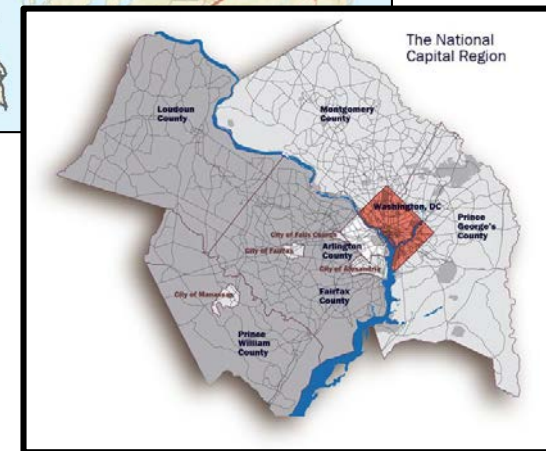 The National
Capital Region
Loudoun
County
Montgomery
County
Washington, DC
Prince
George's
County
City of Falls Church
City of Fairfax
Arlington
County
City of Alexandria
Fairfax
County
City of Manassas
Prince
William
County